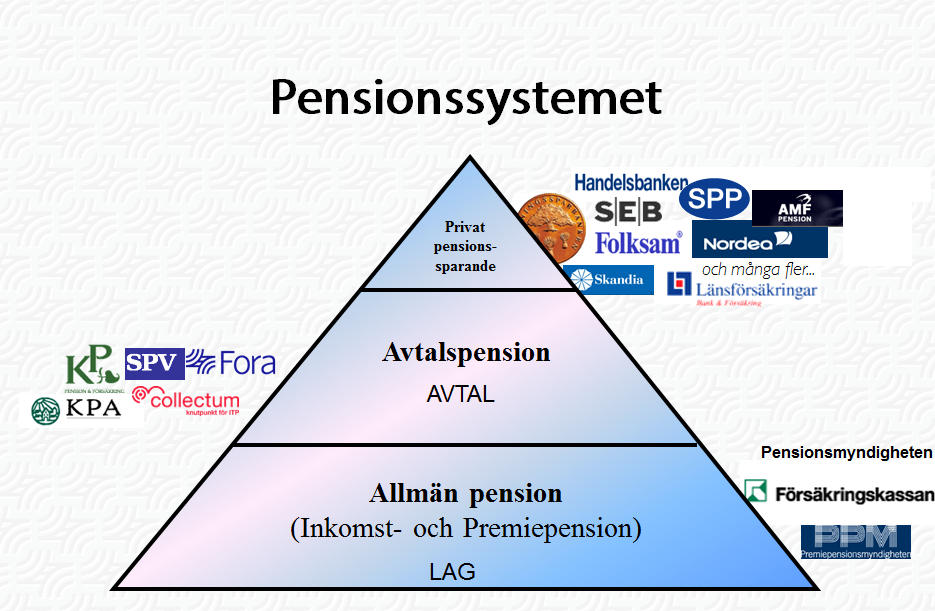 Pensionssystemet
Privat
pensions-
sparande
Handelsbanken
SEB
SPP
AMF
PENSION
Folksam
Nordea
och många fler...
Skandia
Länsförsäkringar
Bank & Försäkring
Avtalspension
AVTAL
KP
PENSION & FÖRSÄKRING
SPV
Fora
KPA
collectum
knutpunkt för ITP
Allmän pension
(Inkomst- och Premiepension)
LAG
Pensionsmyndigheten
Försäkringskassan
PPM
Premiepensionsmyndigheten